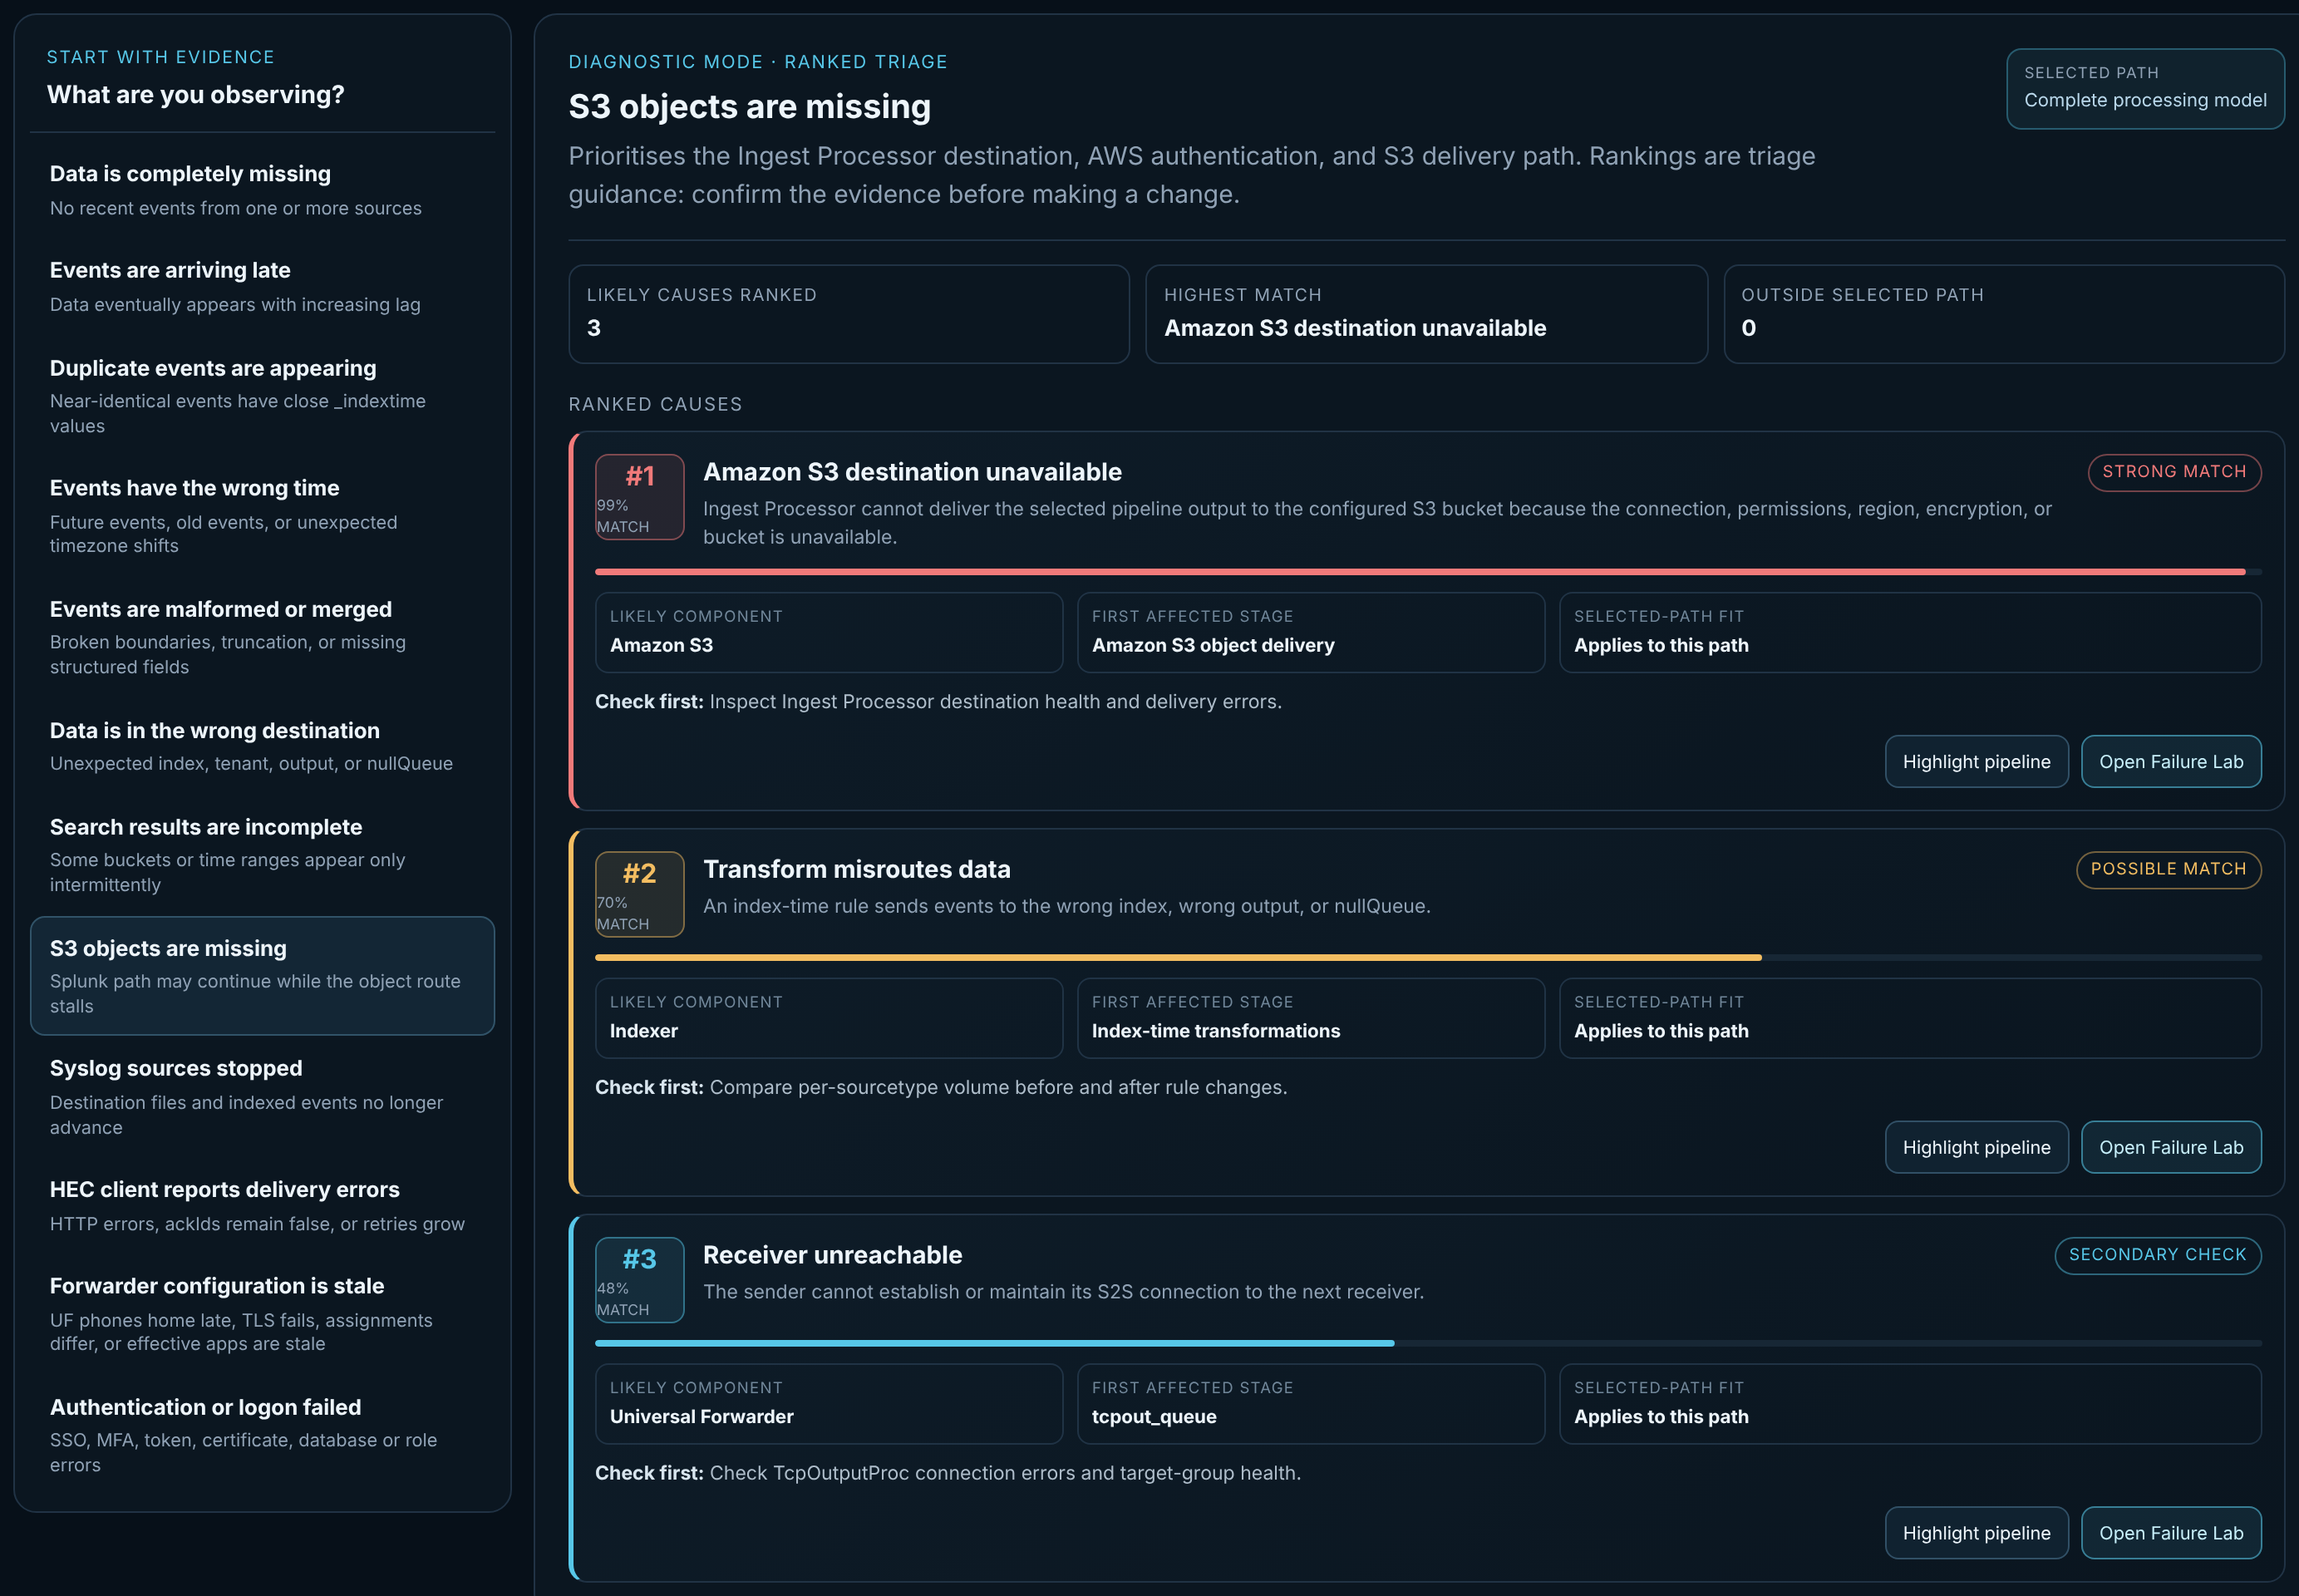 START WITH EVIDENCE
What are you observing?
Data is completely missing
No recent events from one or more sources
Events are arriving late
Data eventually appears with increasing lag
Duplicate events are appearing
Near-identical events have close _indextime
values
Events have the wrong time
Future events, old events, or unexpected
timezone shifts
Events are malformed or merged
Broken boundaries, truncation, or missing
structured fields
Data is in the wrong destination
Unexpected index, tenant, output, or nullQueue
Search results are incomplete
Some buckets or time ranges appear only
intermittently
S3 objects are missing
Splunk path may continue while the object route
stalls
Syslog sources stopped
Destination files and indexed events no longer
advance
HEC client reports delivery errors
HTTP errors, ackIds remain false, or retries grow
Forwarder configuration is stale
UF phones home late, TLS fails, assignments
differ, or effective apps are stale
Authentication or logon failed
SSO, MFA, token, certificate, database or role
errors
DIAGNOSTIC MODE · RANKED TRIAGE
S3 objects are missing
Prioritises the Ingest Processor destination, AWS authentication, and S3 delivery path. Rankings are triage
guidance: confirm the evidence before making a change.
SELECTED PATH
Complete processing model
LIKELY CAUSES RANKED
3
HIGHEST MATCH
Amazon S3 destination unavailable
OUTSIDE SELECTED PATH
0
RANKED CAUSES
#1
99%
MATCH
Amazon S3 destination unavailable
Ingest Processor cannot deliver the selected pipeline output to the configured S3 bucket because the connection, permissions, region, encryption, or
bucket is unavailable.
STRONG MATCH
LIKELY COMPONENT
Amazon S3
FIRST AFFECTED STAGE
Amazon S3 object delivery
SELECTED-PATH FIT
Applies to this path
Check first: Inspect Ingest Processor destination health and delivery errors.
Highlight pipeline
Open Failure Lab
#2
70%
MATCH
Transform misroutes data
An index-time rule sends events to the wrong index, wrong output, or nullQueue.
POSSIBLE MATCH
LIKELY COMPONENT
Indexer
FIRST AFFECTED STAGE
Index-time transformations
SELECTED-PATH FIT
Applies to this path
Check first: Compare per-sourcetype volume before and after rule changes.
Highlight pipeline
Open Failure Lab
#3
48%
MATCH
Receiver unreachable
The sender cannot establish or maintain its S2S connection to the next receiver.
SECONDARY CHECK
LIKELY COMPONENT
Universal Forwarder
FIRST AFFECTED STAGE
tcpout_queue
SELECTED-PATH FIT
Applies to this path
Check first: Check TcpOutputProc connection errors and target-group health.
Highlight pipeline
Open Failure Lab